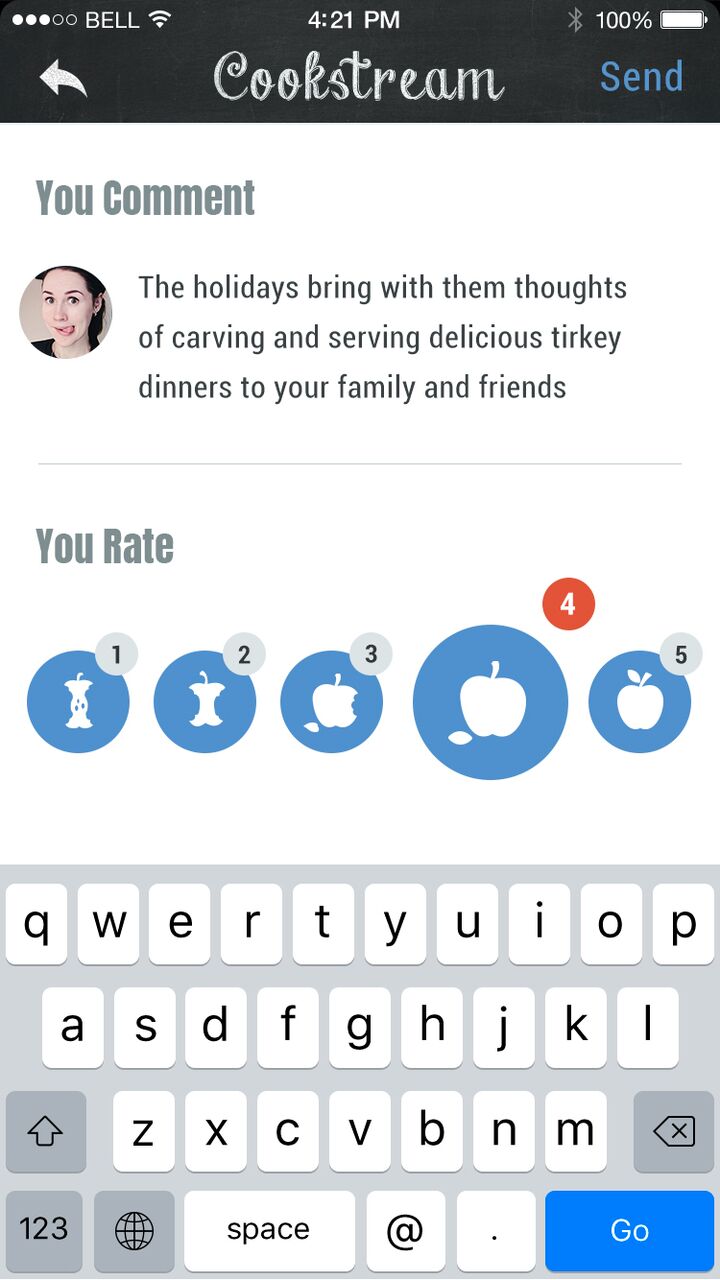 BELL 4:21 PM 100%
Cookstream Send
You Comment
The holidays bring with them thoughts
of carving and serving delicious tirkey
dinners to your family and friends
You Rate
1 2 3 4 5
q w e r t y u i o p
a s d f g h j k l
z x c v b n m
123 space @ . Go